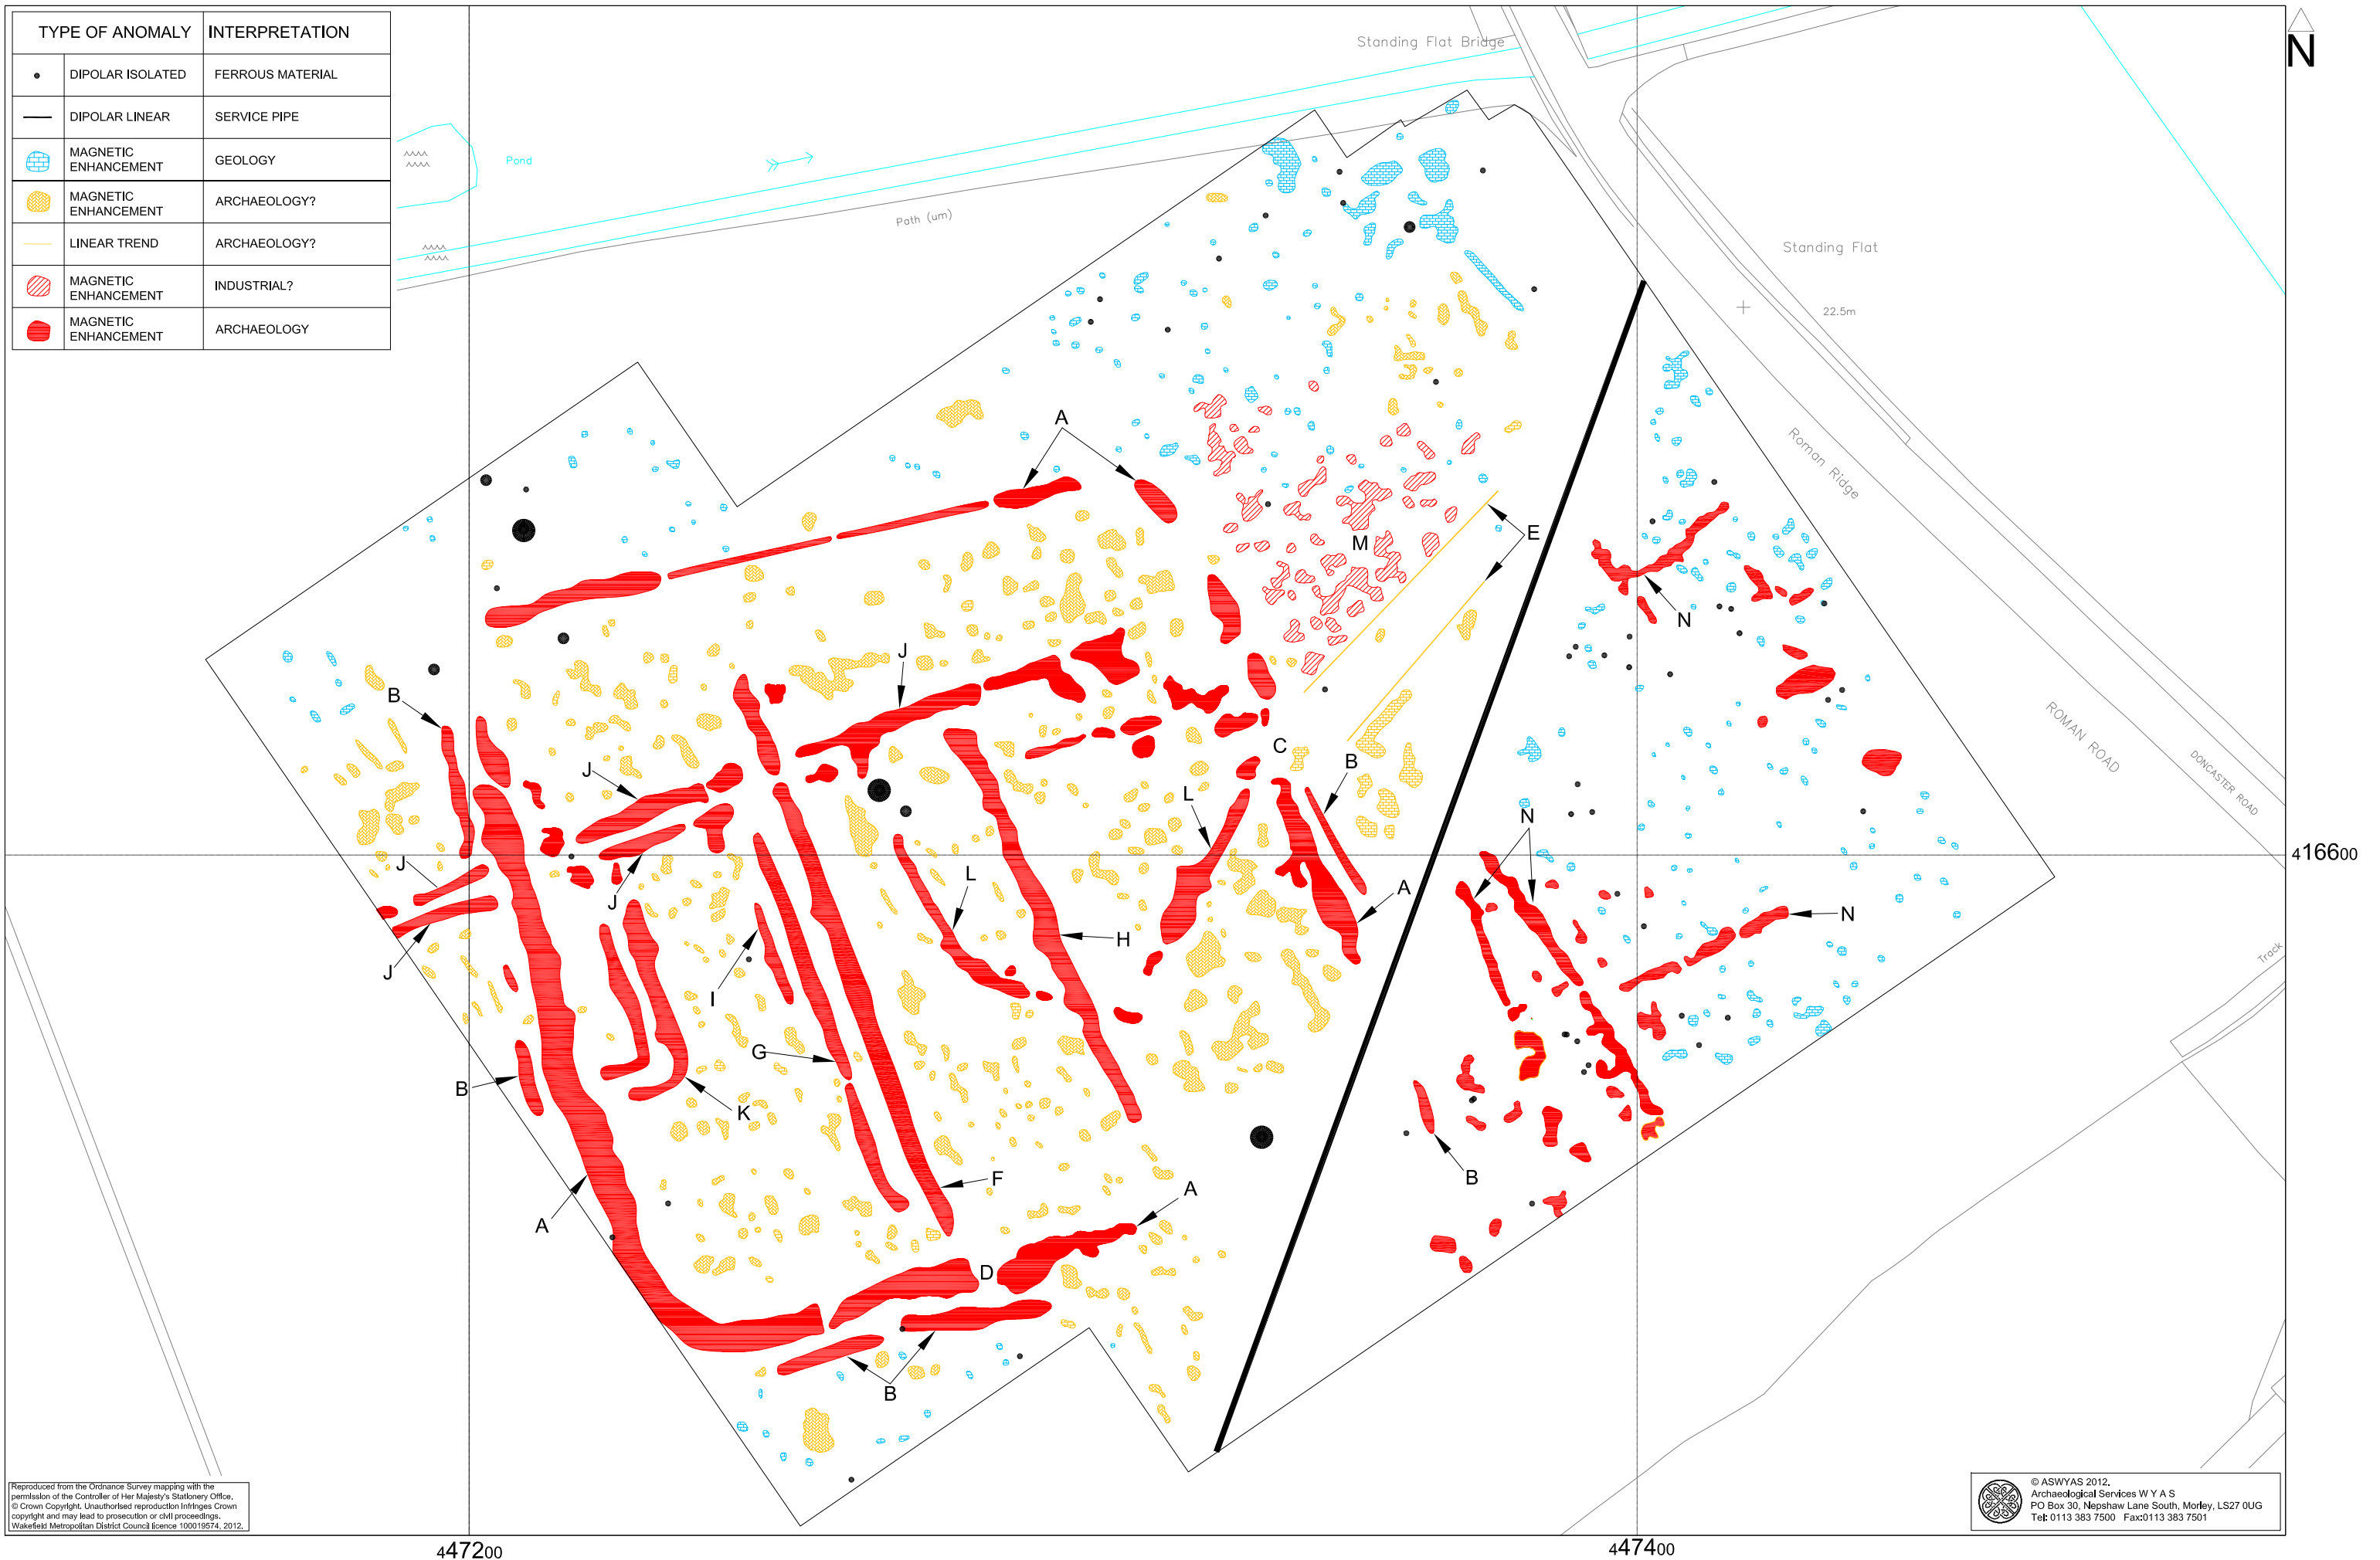 TYPE OF ANOMALY INTERPRETATION
DIPOLAR ISOLATED FERROUS MATERIAL
DIPOLAR LINEAR SERVICE PIPE
MAGNETIC
ENHANCEMENT GEOLOGY
MAGNETIC
ENHANCEMENT ARCHAEOLOGY?
LINEAR TREND ARCHAEOLOGY?
MAGNETIC
ENHANCEMENT INDUSTRIAL?
MAGNETIC
ENHANCEMENT ARCHAEOLOGY
N
Standing Flat Bridge
Pond
Path (um)
Standing Flat
22.5m
Roman Ridge
ROMAN ROAD
DONCASTER ROAD
Track
A
E
M
N
J
B
C
B
J
L
N
J
J
L
A
N
J
H
I
G
B
K
B
F
A
A
D
B
416600
447200
447400
Reproduced from the Ordnance Survey mapping with the
permission of the Controller of Her Majesty's Stationery Office.
© Crown Copyright. Unauthorised reproduction infringes Crown
copyright and may lead to prosecution or civil proceedings.
Wakefield Metropolitan District Council licence 100019574, 2012.
© ASWYAS 2012.
Archaeological Services W Y A S
PO Box 30, Nepshaw Lane South, Morley, LS27 0UG
Tel: 0113 383 7500 Fax:0113 383 7501